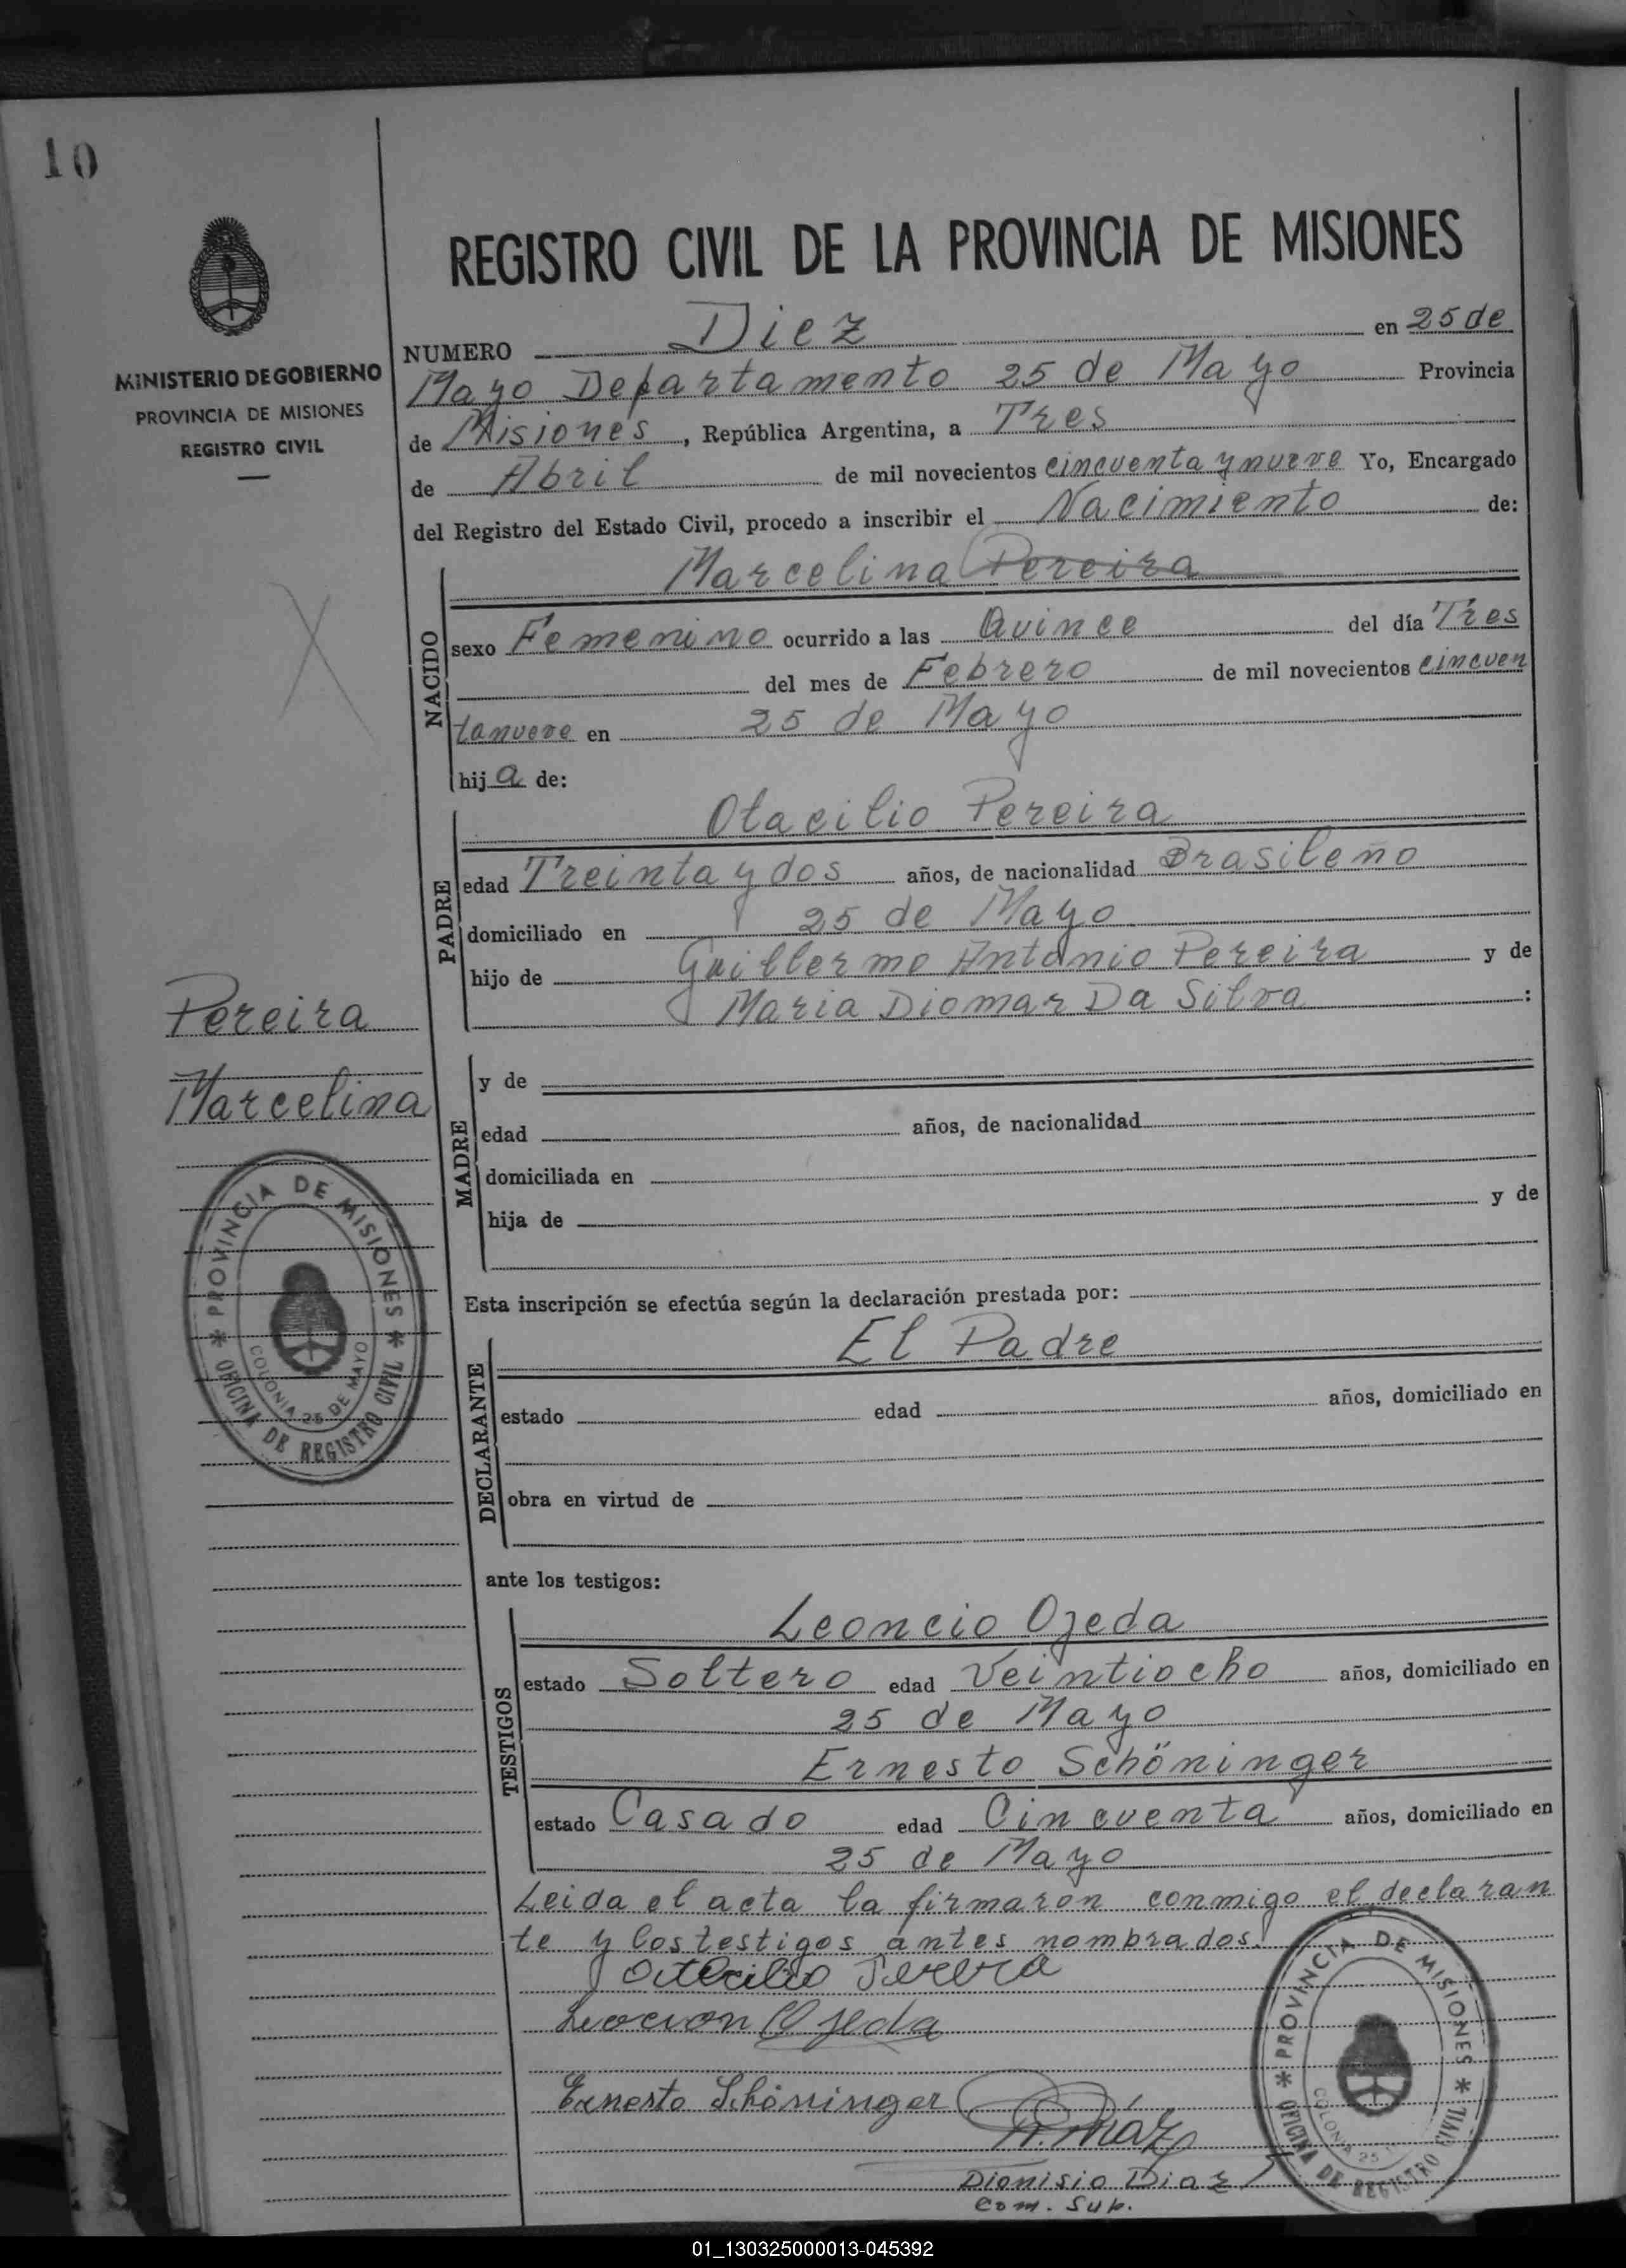 10
MINISTERIO DE GOBIERNO
PROVINCIA DE MISIONES
REGISTRO CIVIL
REGISTRO CIVIL DE LA PROVINCIA DE MISIONES
NUMERO Diez en 25 de
Mayo Departamento 25 de Mayo Provincia
de Misiones, República Argentina, a Tres
de Abril de mil novecientos cincuenta y nueve Yo, Encargado
del Registro del Estado Civil, procedo a inscribir el Nacimiento de:
NACIDO
Marcelina Pereira
sexo Femenino ocurrido a las Quince del día Tres
del mes de Febrero de mil novecientos cincuen
tanueve en 25 de Mayo
hija de:
PADRE
Otacilio Pereira
edad Treinta y dos años, de nacionalidad Brasileño
domiciliado en 25 de Mayo
hijo de Guillermo Antonio Pereira y de
Maria Diomar Da Silva :
Pereira
Marcelina
MADRE
y de
edad años, de nacionalidad
domiciliada en
hija de y de
PROVINCIA DE MISIONES
COLONIA 25 DE MAYO
OFICINA DE REGISTRO CIVIL
Esta inscripción se efectúa según la declaración prestada por:
DECLARANTE
El Padre
estado edad años, domiciliado en
obra en virtud de
ante los testigos:
TESTIGOS
Leoncio Ojeda
estado Soltero edad Veintiocho años, domiciliado en
25 de Mayo
Ernesto Schöninger
estado Casado edad Cincuenta años, domiciliado en
25 de Mayo
Leida el acta la firmaron conmigo el declaran
te y los testigos antes nombrados.
Otacilio Pereira
Ojeda
Ernesto Schöninger
D. Díaz
Dionisio Diaz
Com. Sup.
PROVINCIA DE MISIONES
COLONIA 25
OFICINA DE REGISTRO CIVIL
01_130325000013-045392